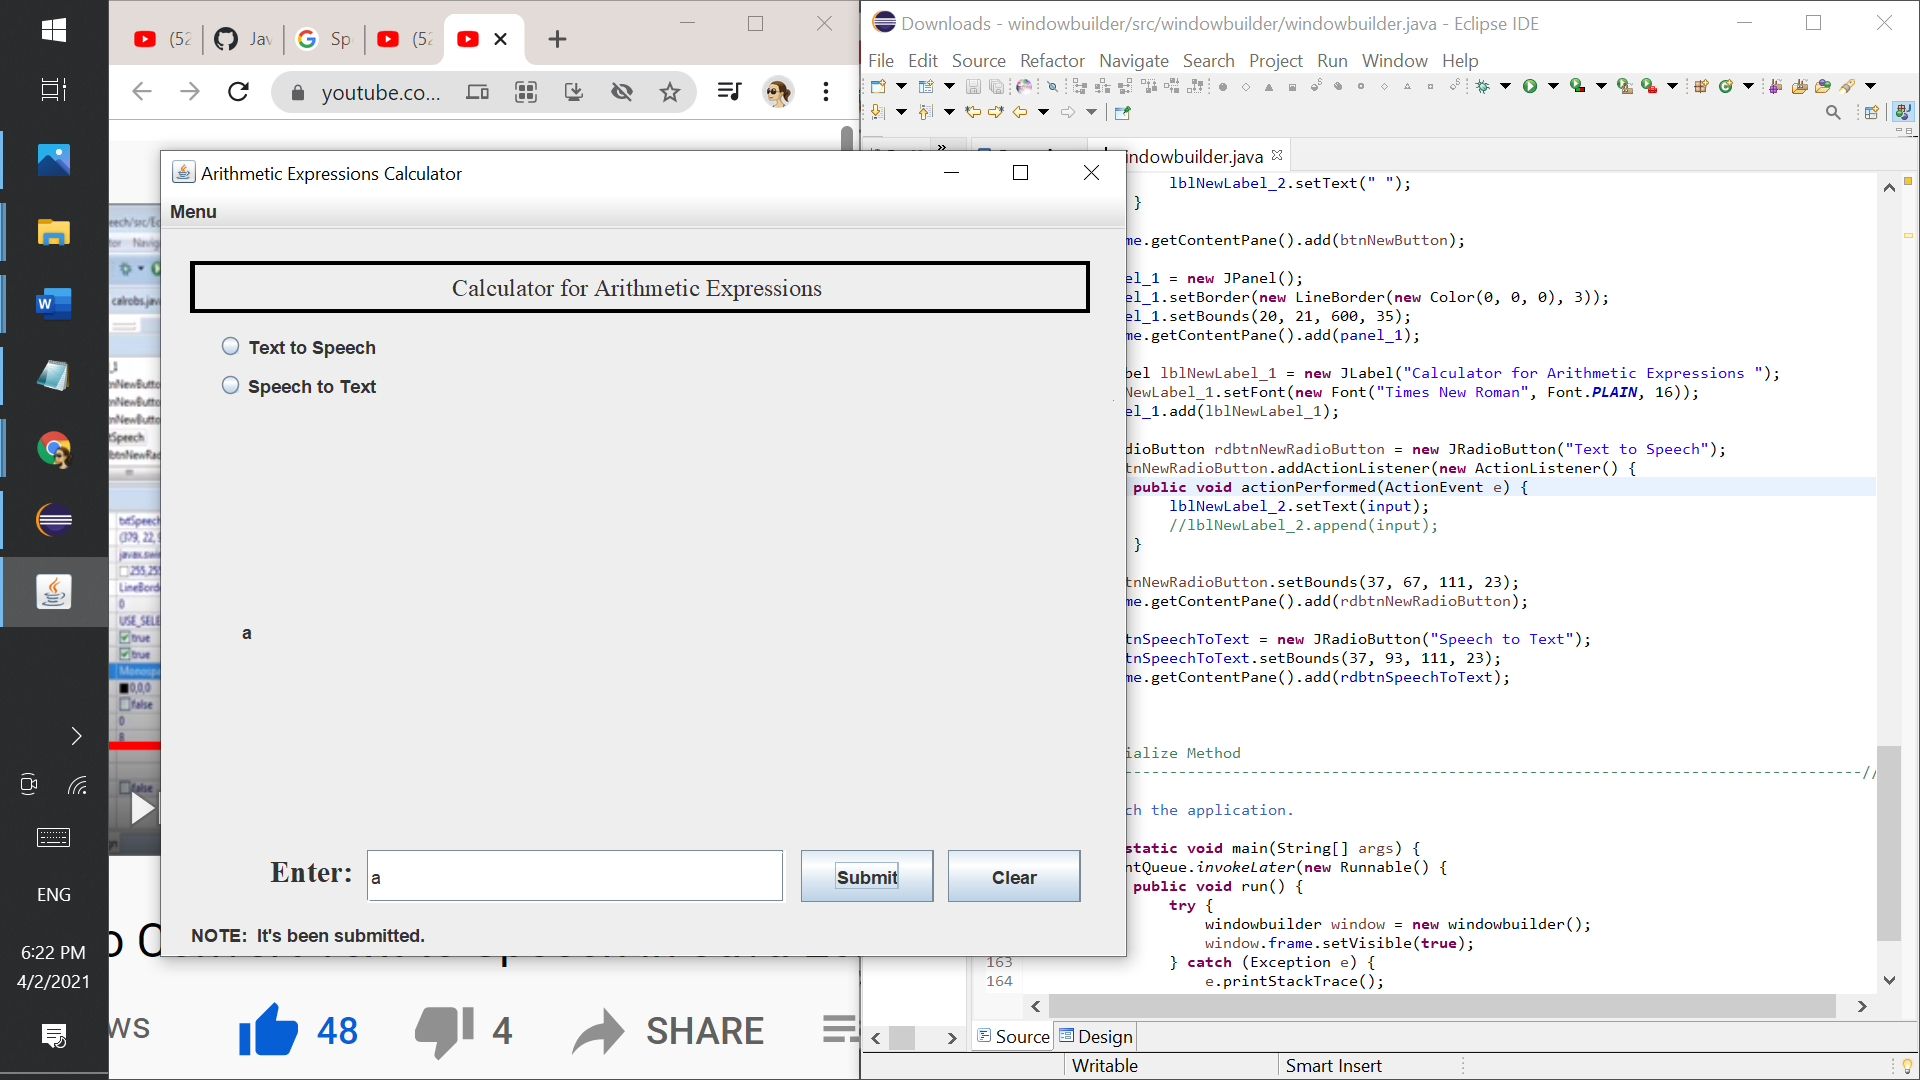 (52
Jav
Sp
(52
youtube.co...
Arithmetic Expressions Calculator
Menu
Calculator for Arithmetic Expressions
Text to Speech
Speech to Text
a
Enter:
a
Submit
Clear
NOTE:  It's been submitted.
48
4
SHARE
ENG
6:22 PM
4/2/2021
Downloads - windowbuilder/src/windowbuilder/windowbuilder.java - Eclipse IDE
File Edit Source Refactor Navigate Search Project Run Window Help
indowbuilder.java
lblNewLabel_2.setText(" ");
}
me.getContentPane().add(btnNewButton);
el_1 = new JPanel();
el_1.setBorder(new LineBorder(new Color(0, 0, 0), 3));
el_1.setBounds(20, 21, 600, 35);
me.getContentPane().add(panel_1);
bel lblNewLabel_1 = new JLabel("Calculator for Arithmetic Expressions ");
NewLabel_1.setFont(new Font("Times New Roman", Font.PLAIN, 16));
el_1.add(lblNewLabel_1);
dioButton rdbtnNewRadioButton = new JRadioButton("Text to Speech");
tnNewRadioButton.addActionListener(new ActionListener() {
public void actionPerformed(ActionEvent e) {
lblNewLabel_2.setText(input);
//lblNewLabel_2.append(input);
}
tnNewRadioButton.setBounds(37, 67, 111, 23);
me.getContentPane().add(rdbtnNewRadioButton);
tnSpeechToText = new JRadioButton("Speech to Text");
tnSpeechToText.setBounds(37, 93, 111, 23);
me.getContentPane().add(rdbtnSpeechToText);
ialize Method
--------------------------------------------------------------------------------//
ch the application.
static void main(String[] args) {
ntQueue.invokeLater(new Runnable() {
public void run() {
try {
windowbuilder window = new windowbuilder();
window.frame.setVisible(true);
163 } catch (Exception e) {
164 e.printStackTrace();
Source Design
Writable Smart Insert